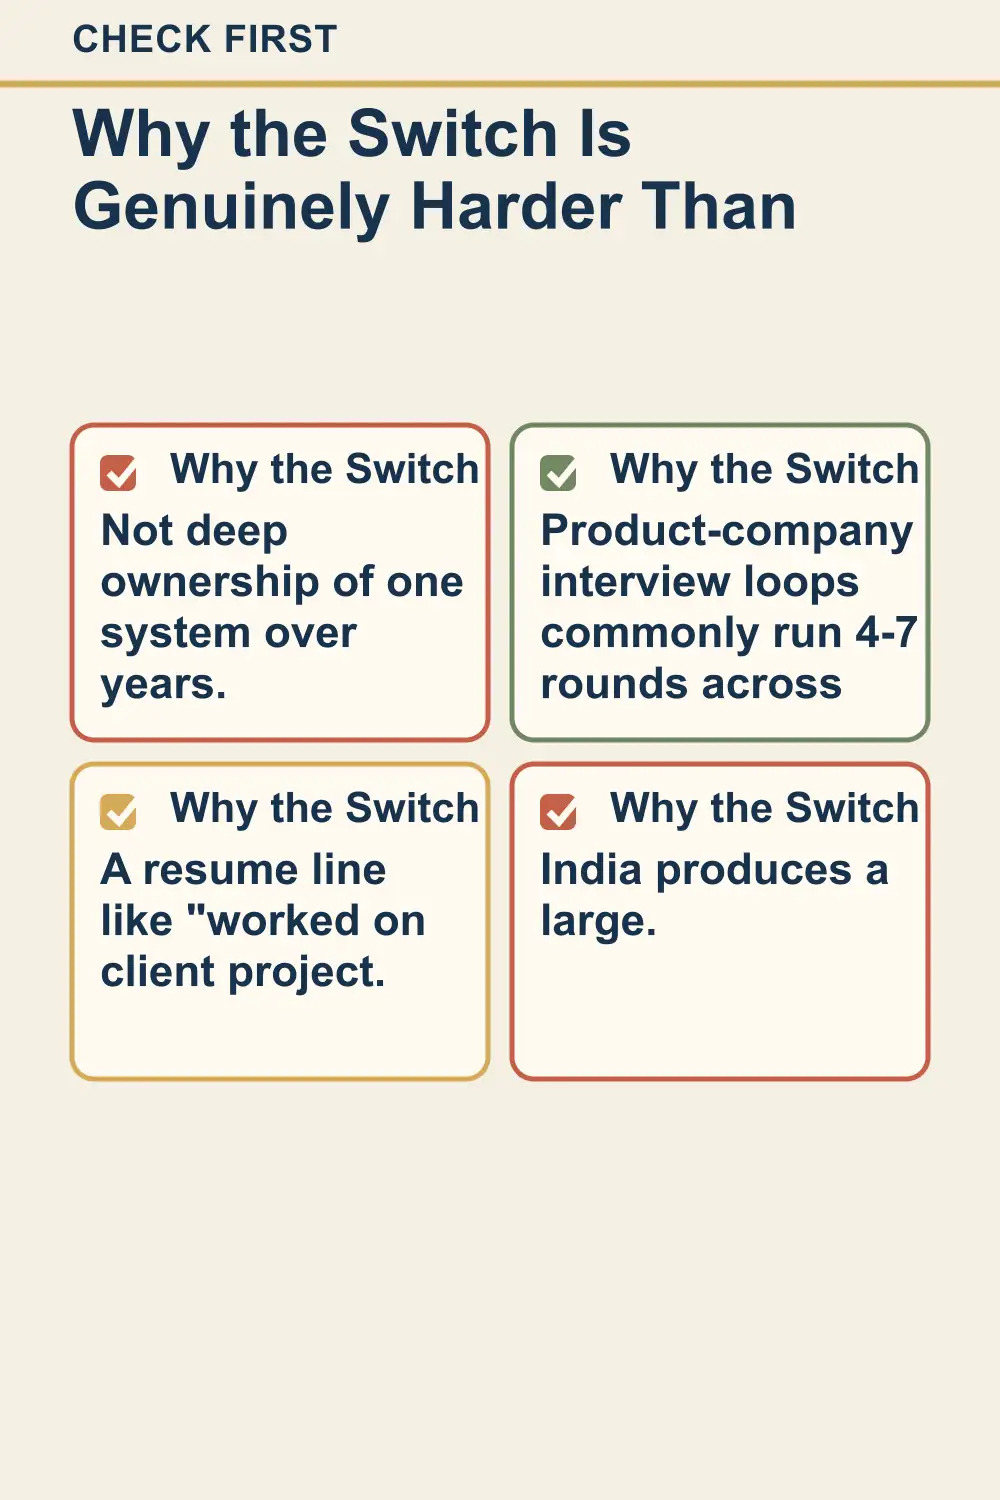 CHECK FIRST
Why the Switch Is
Genuinely Harder Than
Why the Switch
Not deep
ownership of one
system over
years.
Why the Switch
Product-company
interview loops
commonly run 4-7
rounds across
Why the Switch
A resume line
like "worked on
client project.
Why the Switch
India produces a
large.